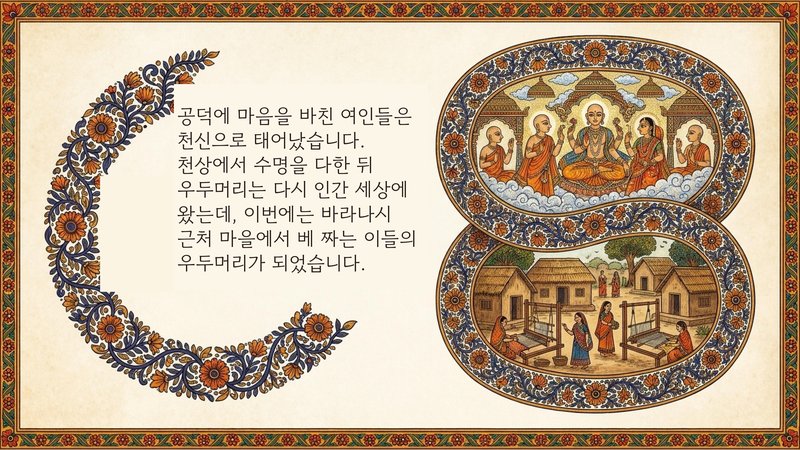 공덕에 마음을 바친 여인들은
천신으로 태어났습니다.
천상에서 수명을 다한 뒤
우두머리는 다시 인간 세상에
왔는데, 이번에는 바라나시
근처 마을에서 베 짜는 이들의
우두머리가 되었습니다.